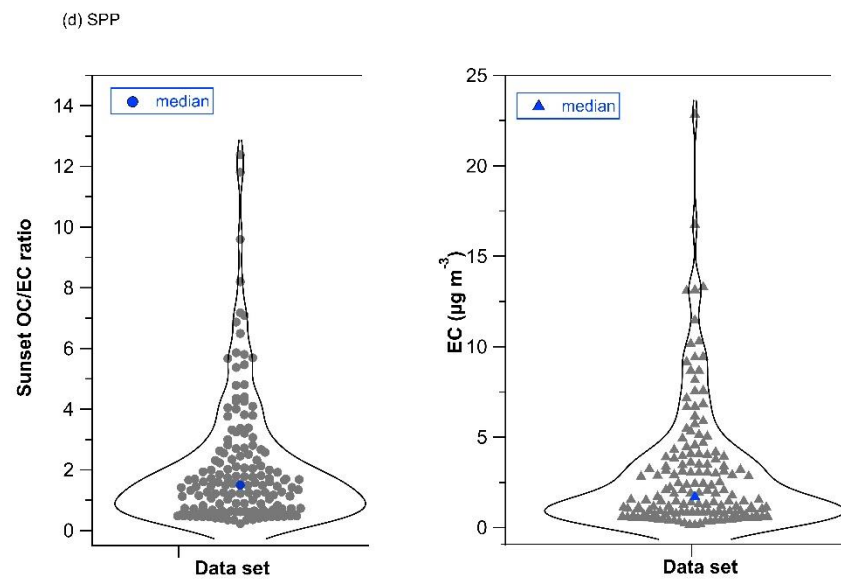 (d) SPP
median
14
12
10
8
6
4
2
0
Sunset OC/EC ratio
Data set
25
median
20
15
10
5
0
EC (µg m⁻³)
Data set